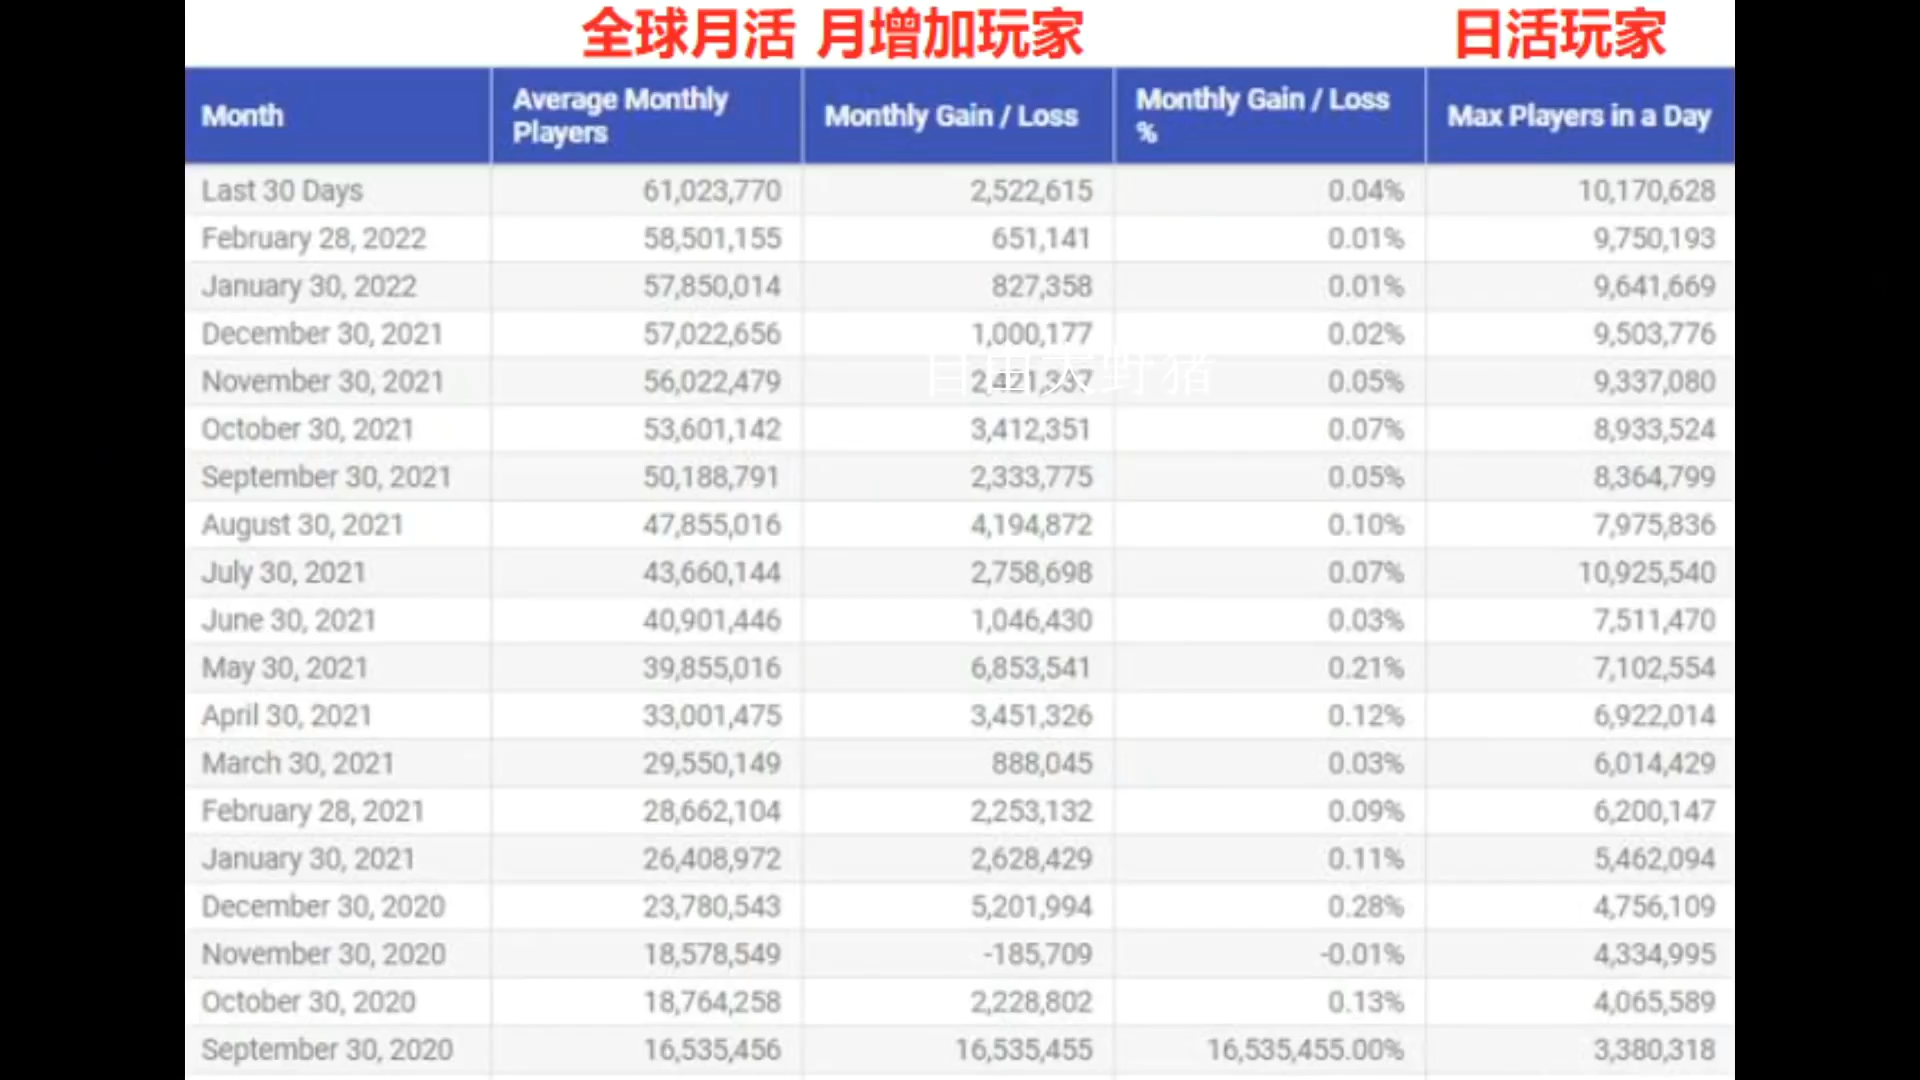 全球月活 月增加玩家 日活玩家
Month Average Monthly Players Monthly Gain / Loss Monthly Gain / Loss % Max Players in a Day
Last 30 Days 61,023,770 2,522,615 0.04% 10,170,628
February 28, 2022 58,501,155 651,141 0.01% 9,750,193
January 30, 2022 57,850,014 827,358 0.01% 9,641,669
December 30, 2021 57,022,656 1,000,177 0.02% 9,503,776
自由大野猪
November 30, 2021 56,022,479 2,421,337 0.05% 9,337,080
October 30, 2021 53,601,142 3,412,351 0.07% 8,933,524
September 30, 2021 50,188,791 2,333,775 0.05% 8,364,799
August 30, 2021 47,855,016 4,194,872 0.10% 7,975,836
July 30, 2021 43,660,144 2,758,698 0.07% 10,925,540
June 30, 2021 40,901,446 1,046,430 0.03% 7,511,470
May 30, 2021 39,855,016 6,853,541 0.21% 7,102,554
April 30, 2021 33,001,475 3,451,326 0.12% 6,922,014
March 30, 2021 29,550,149 888,045 0.03% 6,014,429
February 28, 2021 28,662,104 2,253,132 0.09% 6,200,147
January 30, 2021 26,408,972 2,628,429 0.11% 5,462,094
December 30, 2020 23,780,543 5,201,994 0.28% 4,756,109
November 30, 2020 18,578,549 -185,709 -0.01% 4,334,995
October 30, 2020 18,764,258 2,228,802 0.13% 4,065,589
September 30, 2020 16,535,456 16,535,455 16,535,455.00% 3,380,318